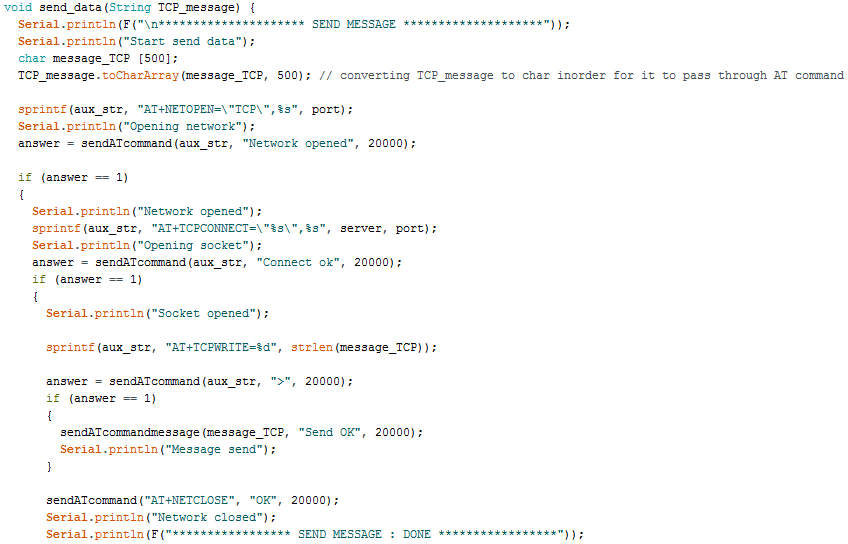 void send_data(String TCP_message) {
  Serial.println(F("\n********************* SEND MESSAGE ********************"));
  Serial.println("Start send data");
  char message_TCP [500];
  TCP_message.toCharArray(message_TCP, 500); // converting TCP_message to char inorder for it to pass through AT command
  sprintf(aux_str, "AT+NETOPEN=\"TCP\",%s", port);
  Serial.println("Opening network");
  answer = sendATcommand(aux_str, "Network opened", 20000);
  if (answer == 1)
  {
    Serial.println("Network opened");
    sprintf(aux_str, "AT+TCPCONNECT=\"%s\",%s", server, port);
    Serial.println("Opening socket");
    answer = sendATcommand(aux_str, "Connect ok", 20000);
    if (answer == 1)
    {
      Serial.println("Socket opened");
      sprintf(aux_str, "AT+TCPWRITE=%d", strlen(message_TCP));
      answer = sendATcommand(aux_str, ">", 20000);
      if (answer == 1)
      {
        sendATcommandmessage(message_TCP, "Send OK", 20000);
        Serial.println("Message send");
      }
      sendATcommand("AT+NETCLOSE", "OK", 20000);
      Serial.println("Network closed");
      Serial.println(F("***************** SEND MESSAGE : DONE *****************"));